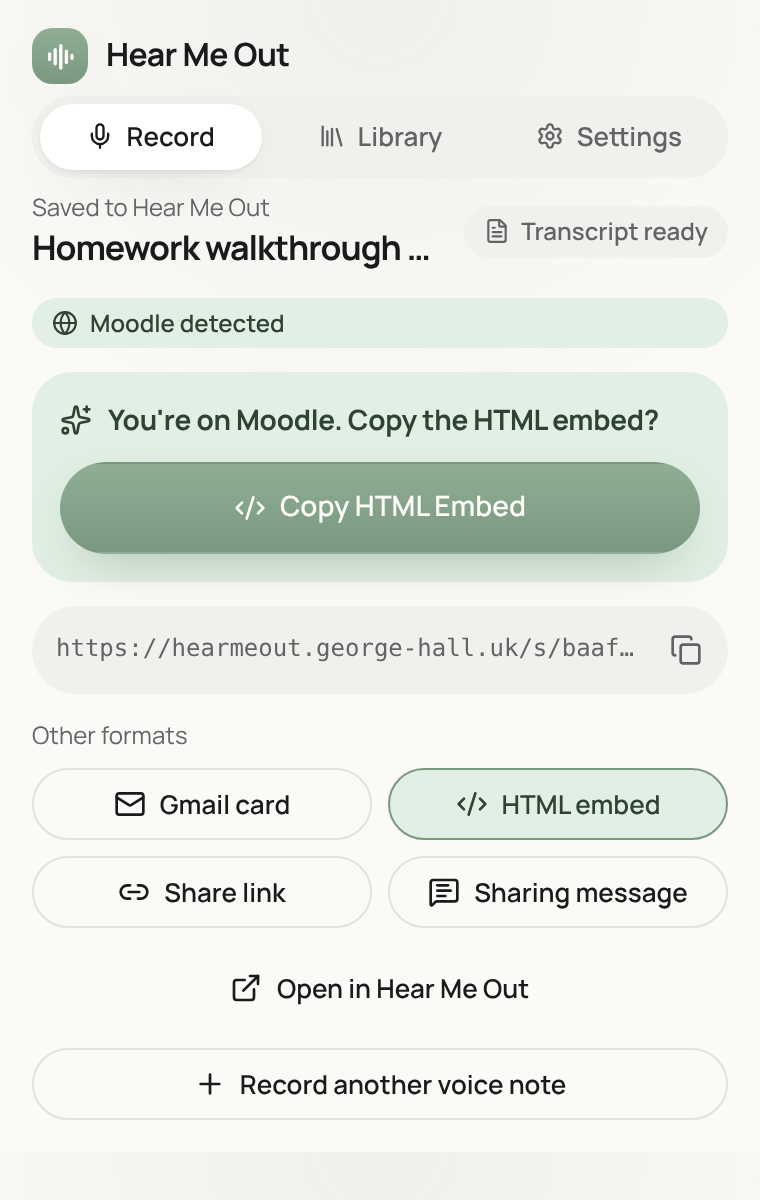 Hear Me Out
Record
Library
Settings
Saved to Hear Me Out
Homework walkthrough ...
Transcript ready
Moodle detected
You're on Moodle. Copy the HTML embed?
</> Copy HTML Embed
https://hearmeout.george-hall.uk/s/baaf…
Other formats
Gmail card
</> HTML embed
Share link
Sharing message
Open in Hear Me Out
+ Record another voice note